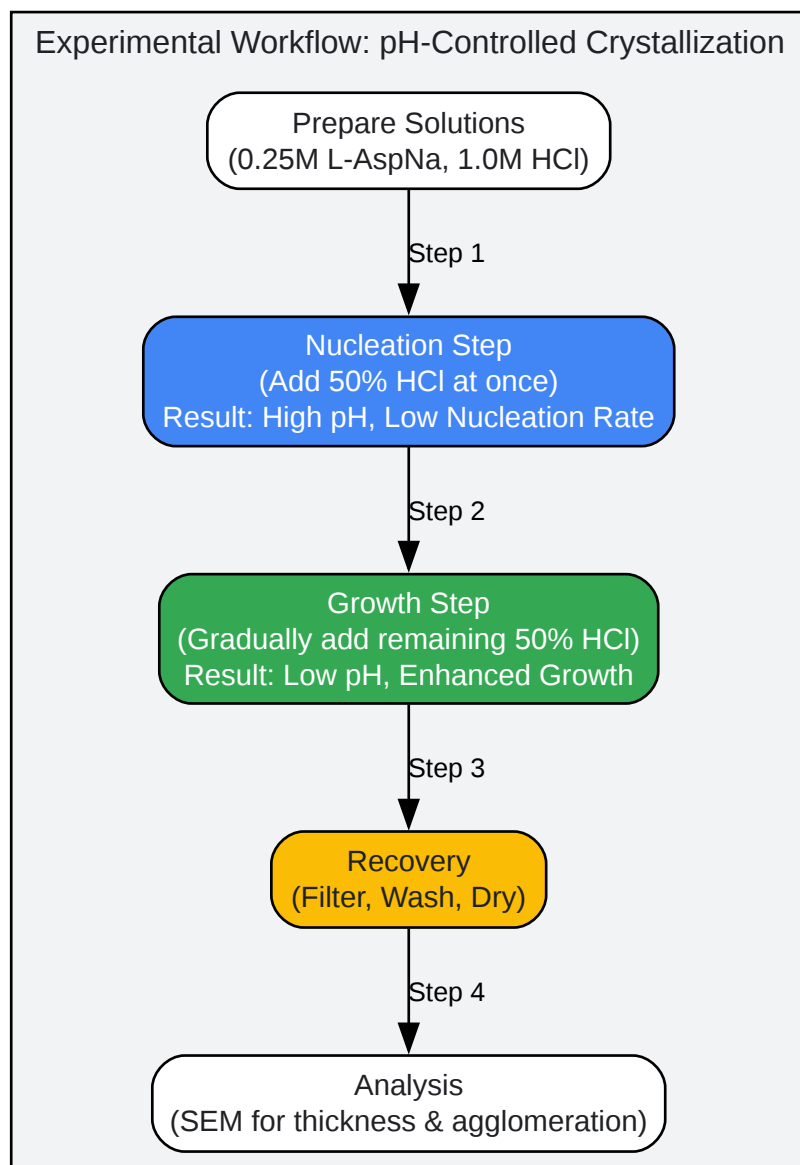 Experimental Workflow: pH-Controlled Crystallization
Prepare Solutions
(0.25M L-AspNa, 1.0M HCl)
Step 1
Nucleation Step
(Add 50% HCl at once)
Result: High pH, Low Nucleation Rate
Step 2
Growth Step
(Gradually add remaining 50% HCl)
Result: Low pH, Enhanced Growth
Step 3
Recovery
(Filter, Wash, Dry)
Step 4
Analysis
(SEM for thickness & agglomeration)